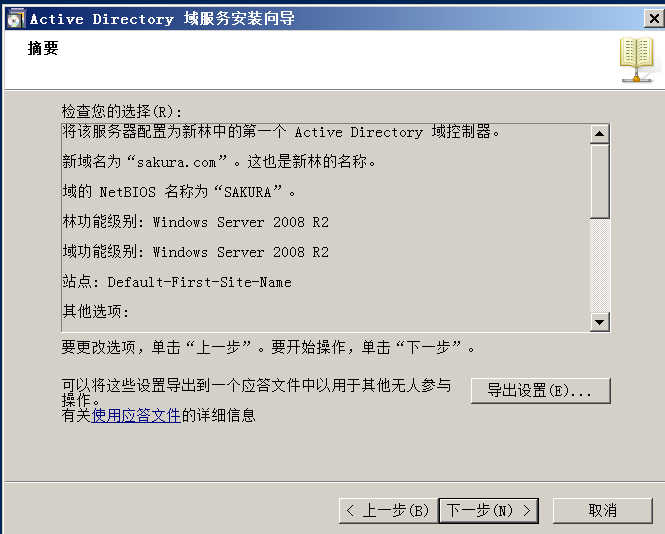 Active Directory 域服务安装向导
摘要
检查您的选择(R):
将该服务器配置为新林中的第一个 Active Directory 域控制器。
新域名为“sakura.com”。这也是新林的名称。
域的 NetBIOS 名称为“SAKURA”。
林功能级别: Windows Server 2008 R2
域功能级别: Windows Server 2008 R2
站点: Default-First-Site-Name
其他选项:
要更改选项，单击“上一步”。要开始操作，单击“下一步”。
可以将这些设置导出到一个应答文件中以用于其他无人参与
操作。
导出设置(E)...
有关使用应答文件的详细信息
< 上一步(B)
下一步(N) >
取消